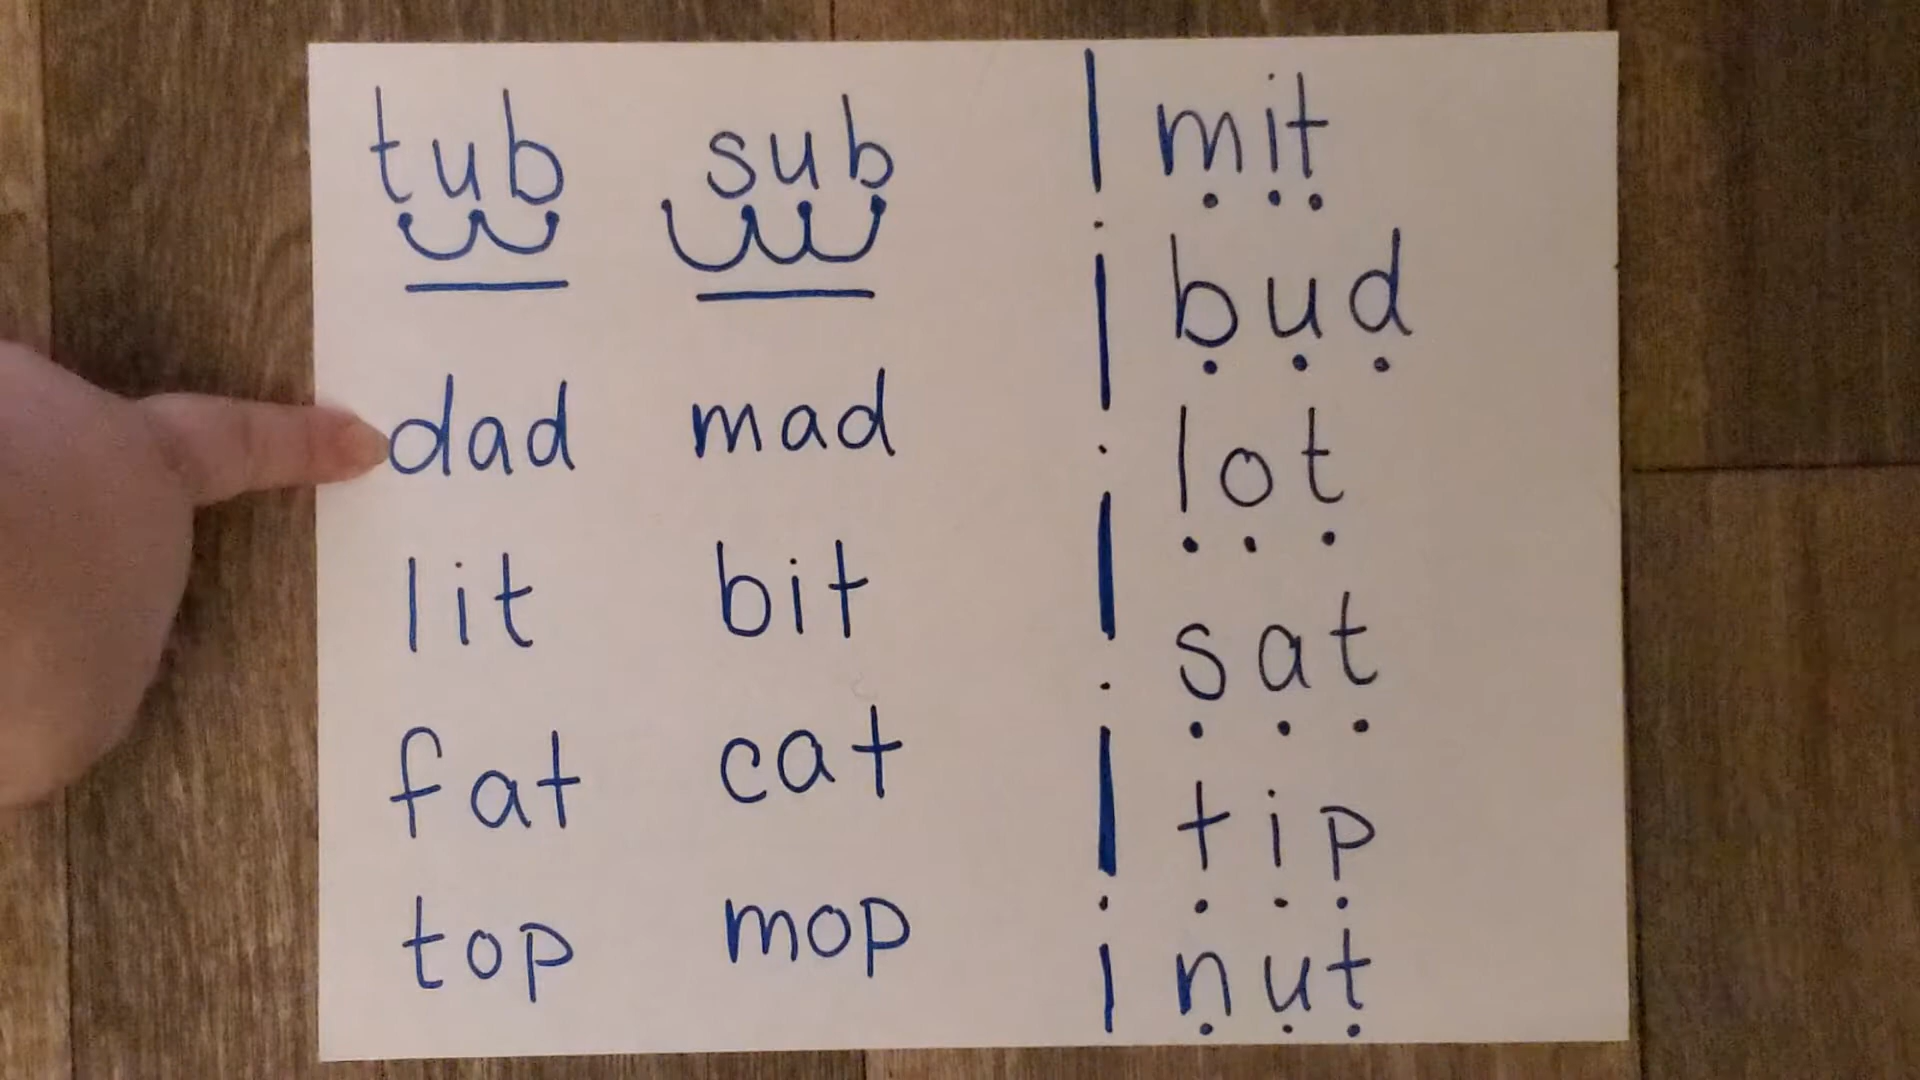 tub sub
dad mad
lit bit
fat cat
top mop
mit
bud
lot
sat
tip
nut